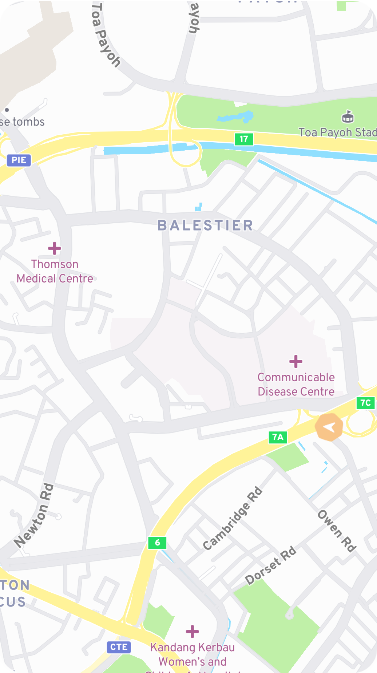 Toa Payoh
ayoh
se tombs
Toa Payoh Stad
17
PIE
BALESTIER
Thomson
Medical Centre
Communicable
Disease Centre
7C
7A
Newton Rd
Cambridge Rd
Owen Rd
6
Dorset Rd
TON
CUS
CTE
Kandang Kerbau
Women's and